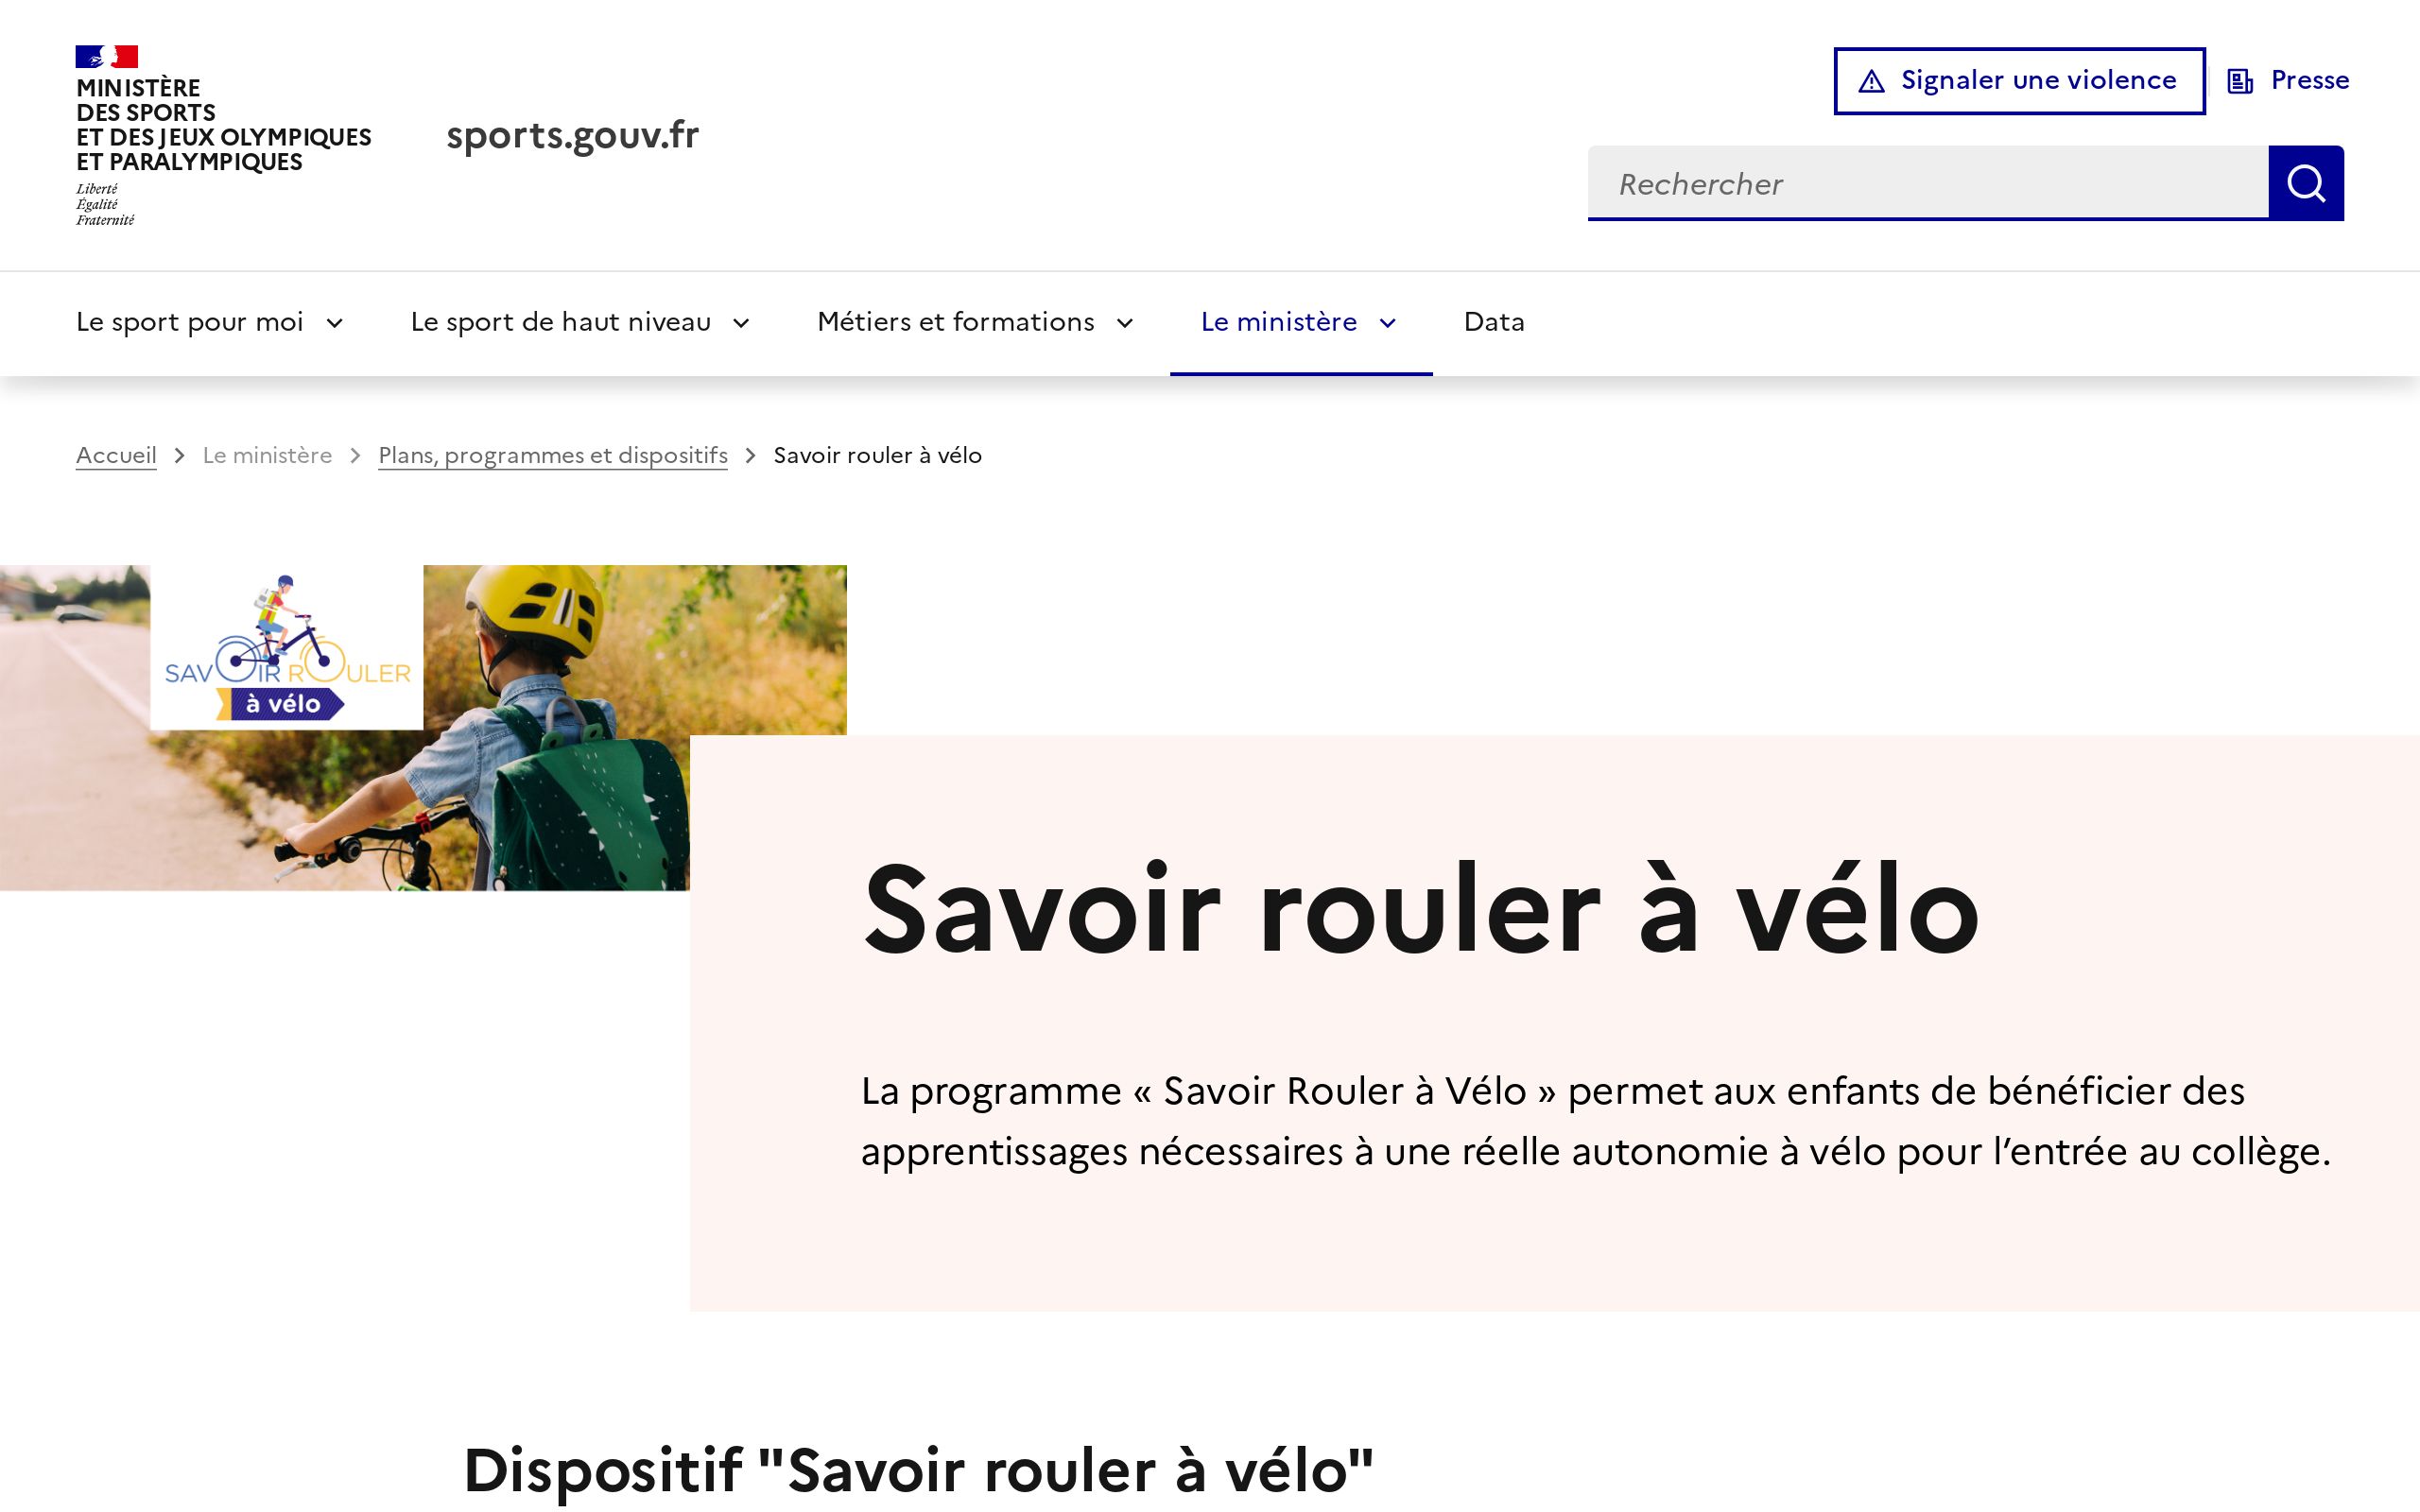 MINISTÈRE
DES SPORTS
ET DES JEUX OLYMPIQUES
ET PARALYMPIQUES
Liberté
Égalité
Fraternité
sports.gouv.fr
Signaler une violence
Presse
Rechercher
Le sport pour moi
Le sport de haut niveau
Métiers et formations
Le ministère
Data
Accueil > Le ministère > Plans, programmes et dispositifs > Savoir rouler à vélo
SAVOIR ROULER
à vélo
Savoir rouler à vélo
La programme « Savoir Rouler à Vélo » permet aux enfants de bénéficier des
apprentissages nécessaires à une réelle autonomie à vélo pour l’entrée au collège.
Dispositif "Savoir rouler à vélo"